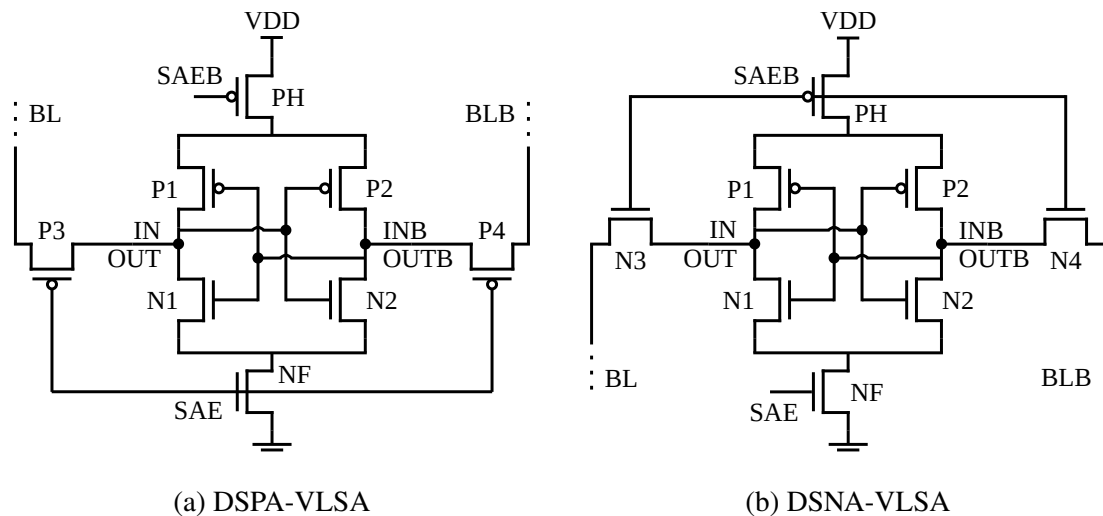 VDD
SAEB
PH
BL
BLB
P1
P2
P3
IN
INB
P4
OUT
OUTB
N1
N2
NF
SAE
(a) DSPA-VLSA
VDD
SAEB
PH
P1
P2
IN
INB
N3
OUT
OUTB
N4
N1
N2
BL
BLB
NF
SAE
(b) DSNA-VLSA